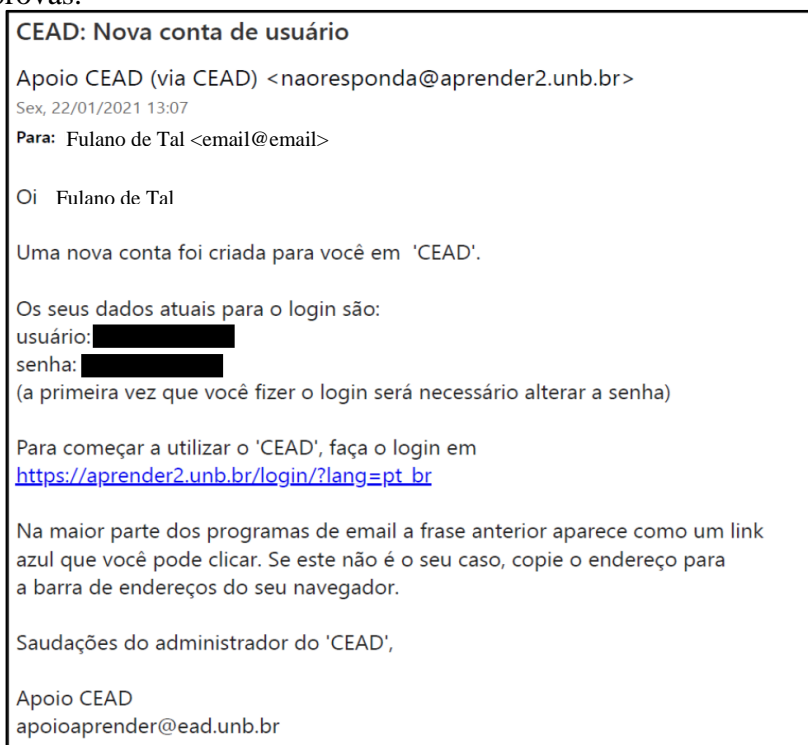 provas.
CEAD: Nova conta de usuário
Apoio CEAD (via CEAD) <naoresponda@aprender2.unb.br>
Sex, 22/01/2021 13:07
Para: Fulano de Tal <email@email>
Oi Fulano de Tal
Uma nova conta foi criada para você em 'CEAD'.
Os seus dados atuais para o login são:
usuário:
senha:
(a primeira vez que você fizer o login será necessário alterar a senha)
Para começar a utilizar o 'CEAD', faça o login em
https://aprender2.unb.br/login/?lang=pt_br
Na maior parte dos programas de email a frase anterior aparece como um link
azul que você pode clicar. Se este não é o seu caso, copie o endereço para
a barra de endereços do seu navegador.
Saudações do administrador do 'CEAD',
Apoio CEAD
apoioaprender@ead.unb.br